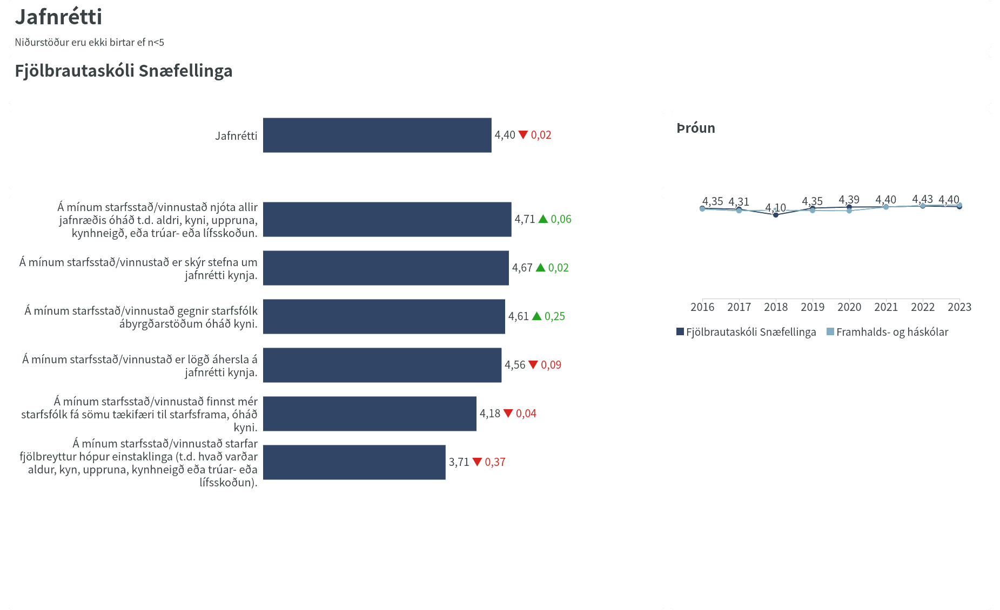 Jafnrétti
Niðurstöður eru ekki birtar ef n<5
Fjölbrautaskóli Snæfellinga
Jafnrétti
4,40 ▼ 0,02
Á mínum starfsstað/vinnustað njóta allir
jafnræðis óháð t.d. aldri, kyni, uppruna,
kynhneigð, eða trúar- eða lífsskoðun.
4,71 ▲ 0,06
Á mínum starfsstað/vinnustað er skýr stefna um
jafnrétti kynja.
4,67 ▲ 0,02
Á mínum starfsstað/vinnustað gegnir starfsfólk
ábyrgðarstöðum óháð kyni.
4,61 ▲ 0,25
Á mínum starfsstað/vinnustað er lögð áhersla á
jafnrétti kynja.
4,56 ▼ 0,09
Á mínum starfsstað/vinnustað finnst mér
starfsfólk fá sömu tækifæri til starfsframa, óháð
kyni.
4,18 ▼ 0,04
Á mínum starfsstað/vinnustað starfar
fjölbreyttur hópur einstaklinga (t.d. hvað varðar
aldur, kyn, uppruna, kynhneigð eða trúar- eða
lífsskoðun).
3,71 ▼ 0,37
Þróun
4,35 4,31 4,10 4,35 4,39 4,40 4,43 4,40
2016 2017 2018 2019 2020 2021 2022 2023
Fjölbrautaskóli Snæfellinga Framhalds- og háskólar